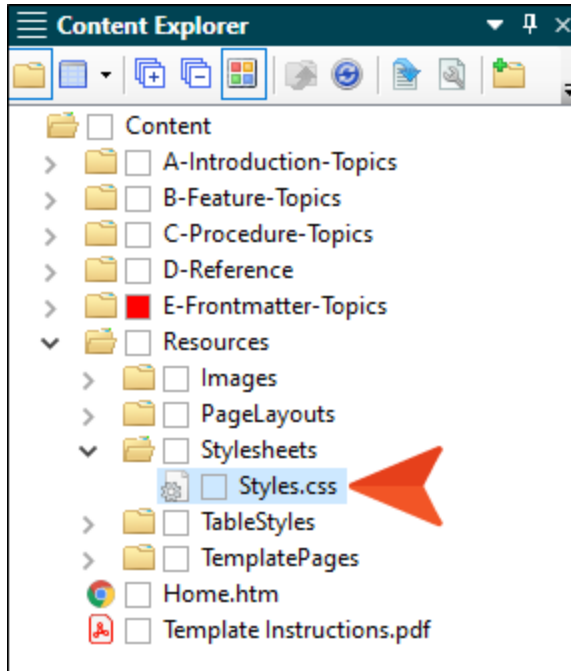 Content Explorer
Content
A-Introduction-Topics
B-Feature-Topics
C-Procedure-Topics
D-Reference
E-Frontmatter-Topics
Resources
Images
PageLayouts
Stylesheets
Styles.css
TableStyles
TemplatePages
Home.htm
Template Instructions.pdf